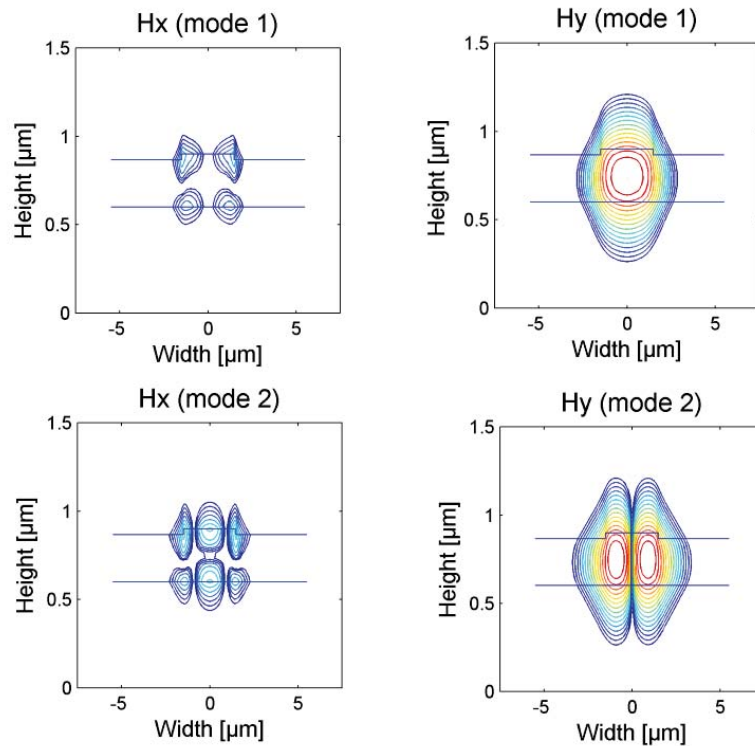 Hx (mode 1)
1.5
1
0.5
0
Height [µm]
-5
0
5
Width [µm]
Hy (mode 1)
1.5
1
0.5
0
Height [µm]
-5
0
5
Width [µm]
Hx (mode 2)
1.5
1
0.5
0
Height [µm]
-5
0
5
Width [µm]
Hy (mode 2)
1.5
1
0.5
0
Height [µm]
-5
0
5
Width [µm]